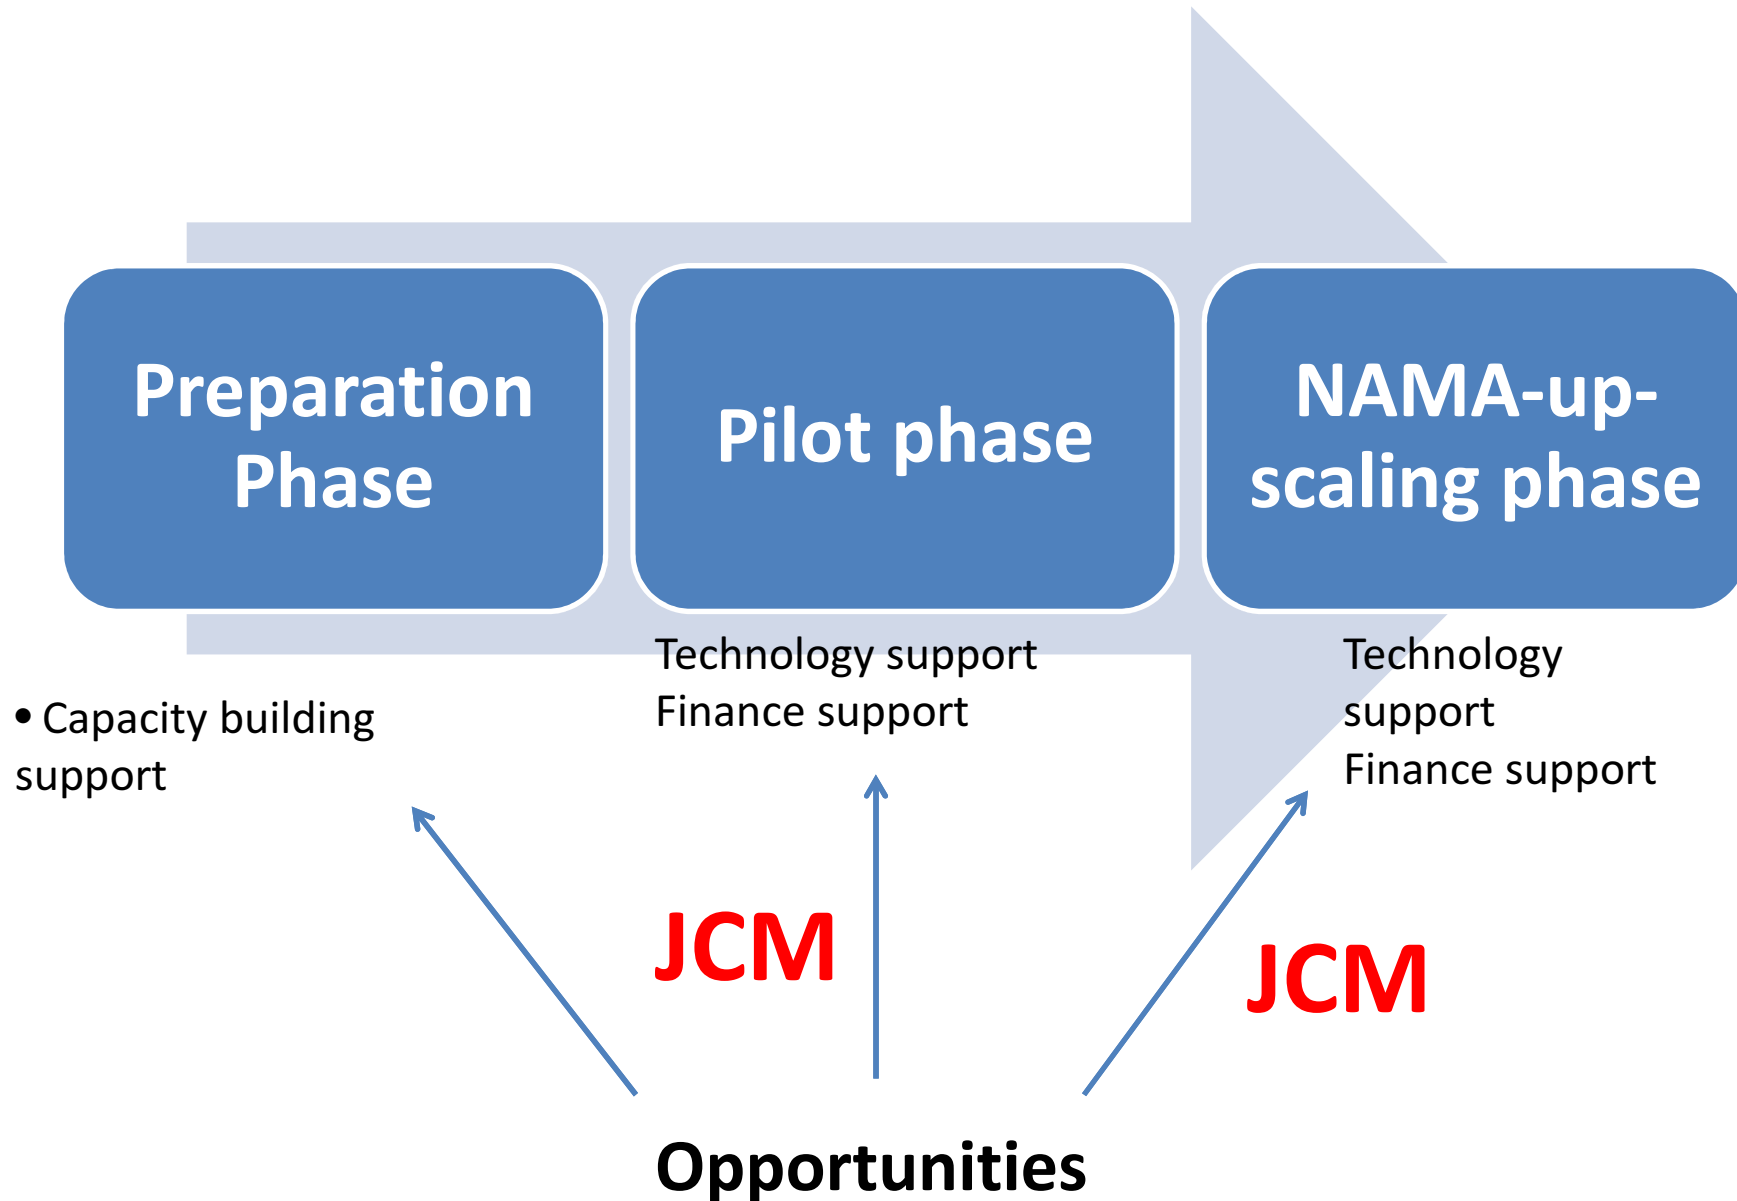 Preparation
Phase
Pilot phase
NAMA-up-
scaling phase
• Capacity building
support
Technology support
Finance support
Technology
support
Finance support
JCM
JCM
Opportunities